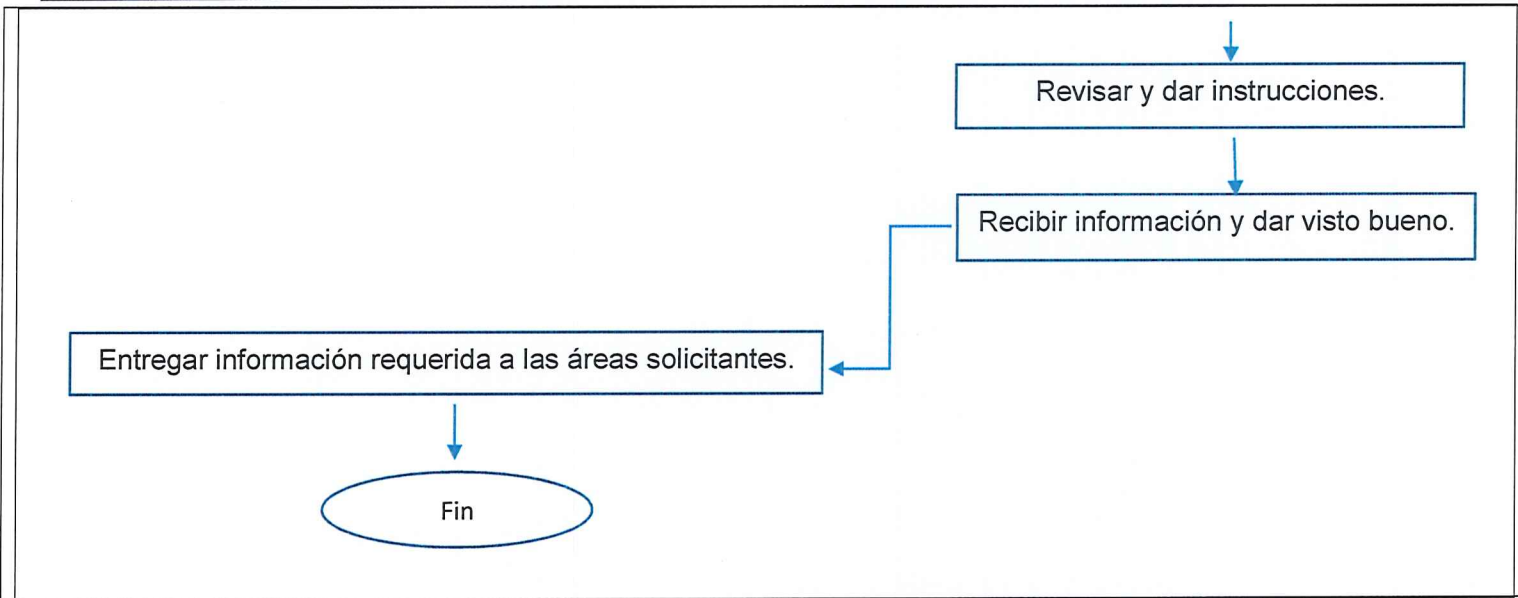 Revisar y dar instrucciones.
Recibir información y dar visto bueno.
Entregar información requerida a las áreas solicitantes.
Fin